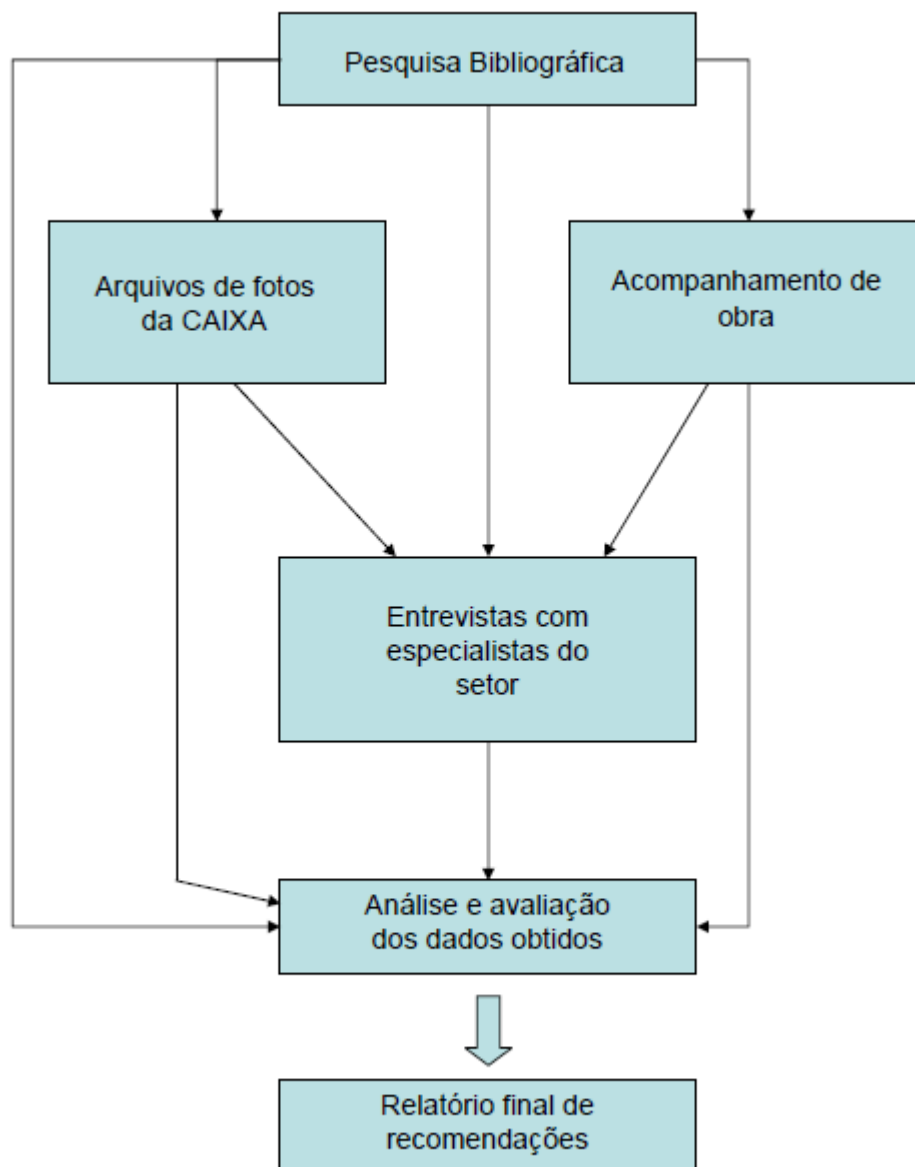 Pesquisa Bibliográfica
Arquivos de fotos
da CAIXA
Acompanhamento de
obra
Entrevistas com
especialistas do
setor
Análise e avaliação
dos dados obtidos
Relatório final de
recomendações